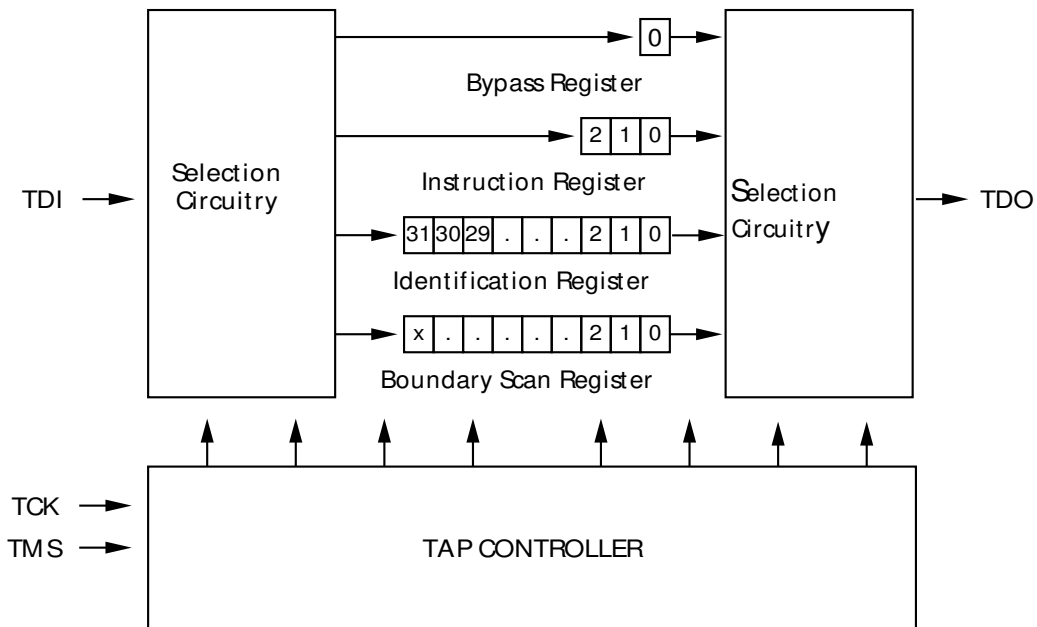 0
Bypass Register
2 1 0
Selection
Circuitry
Instruction Register
Selection
Circuitry
TDI
TDO
31 30 29 . . . 2 1 0
Identification Register
x . . . . . 2 1 0
Boundary Scan Register
TCK
TMS
TAP CONTROLLER